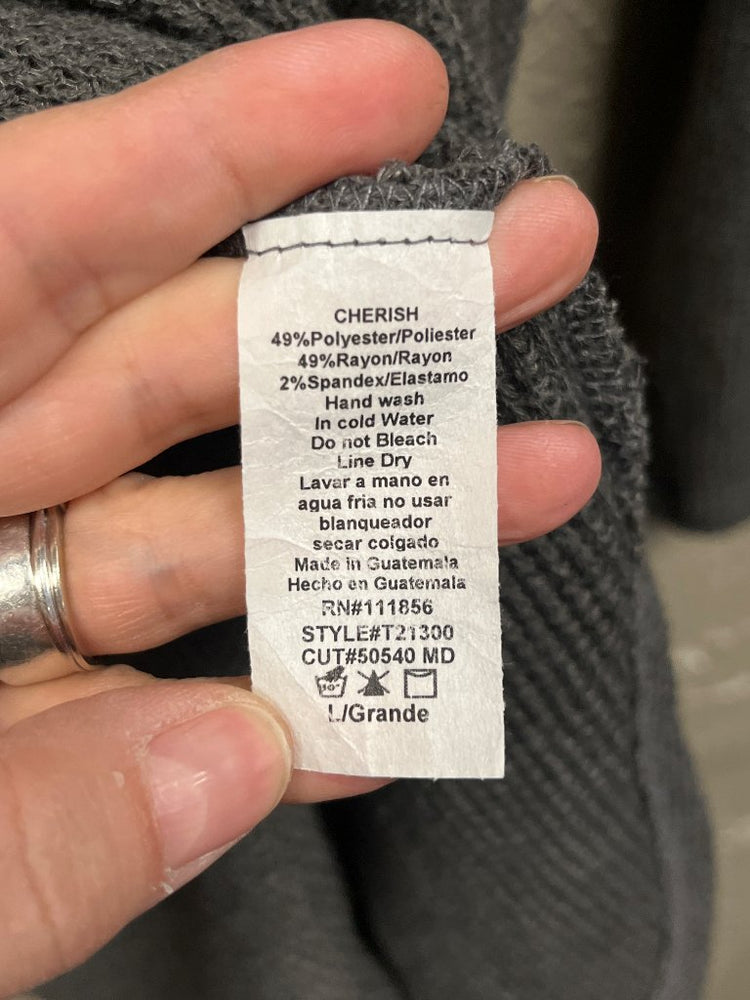 CHERISH
49%Polyester/Poliester
49%Rayon/Rayon
2%Spandex/Elastamo
Hand wash
In cold Water
Do not Bleach
Line Dry
Lavar a mano en
agua fria no usar
blanqueador
secar colgado
Made in Guatemala
Hecho en Guatemala
RN#111856
STYLE#T21300
CUT#50540 MD
L/Grande